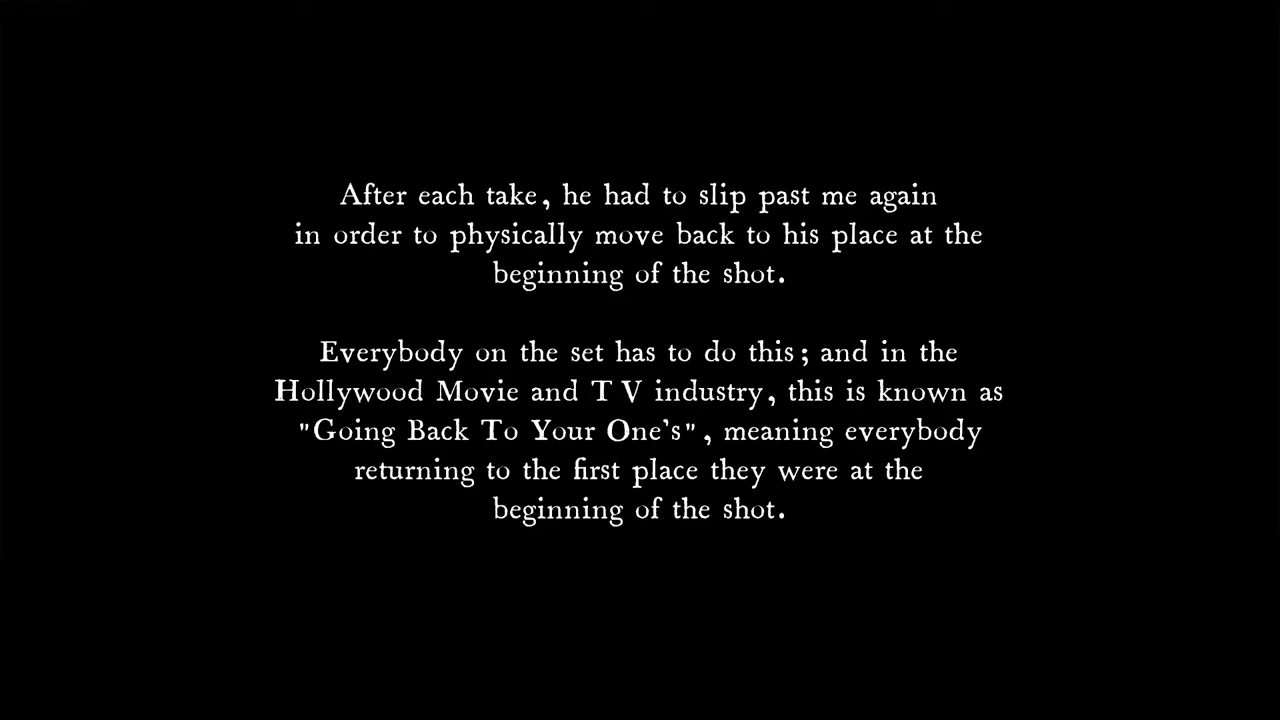 After each take, he had to slip past me again
in order to physically move back to his place at the
beginning of the shot.
Everybody on the set has to do this; and in the
Hollywood Movie and T V industry, this is known as
"Going Back To Your One's", meaning everybody
returning to the first place they were at the
beginning of the shot.